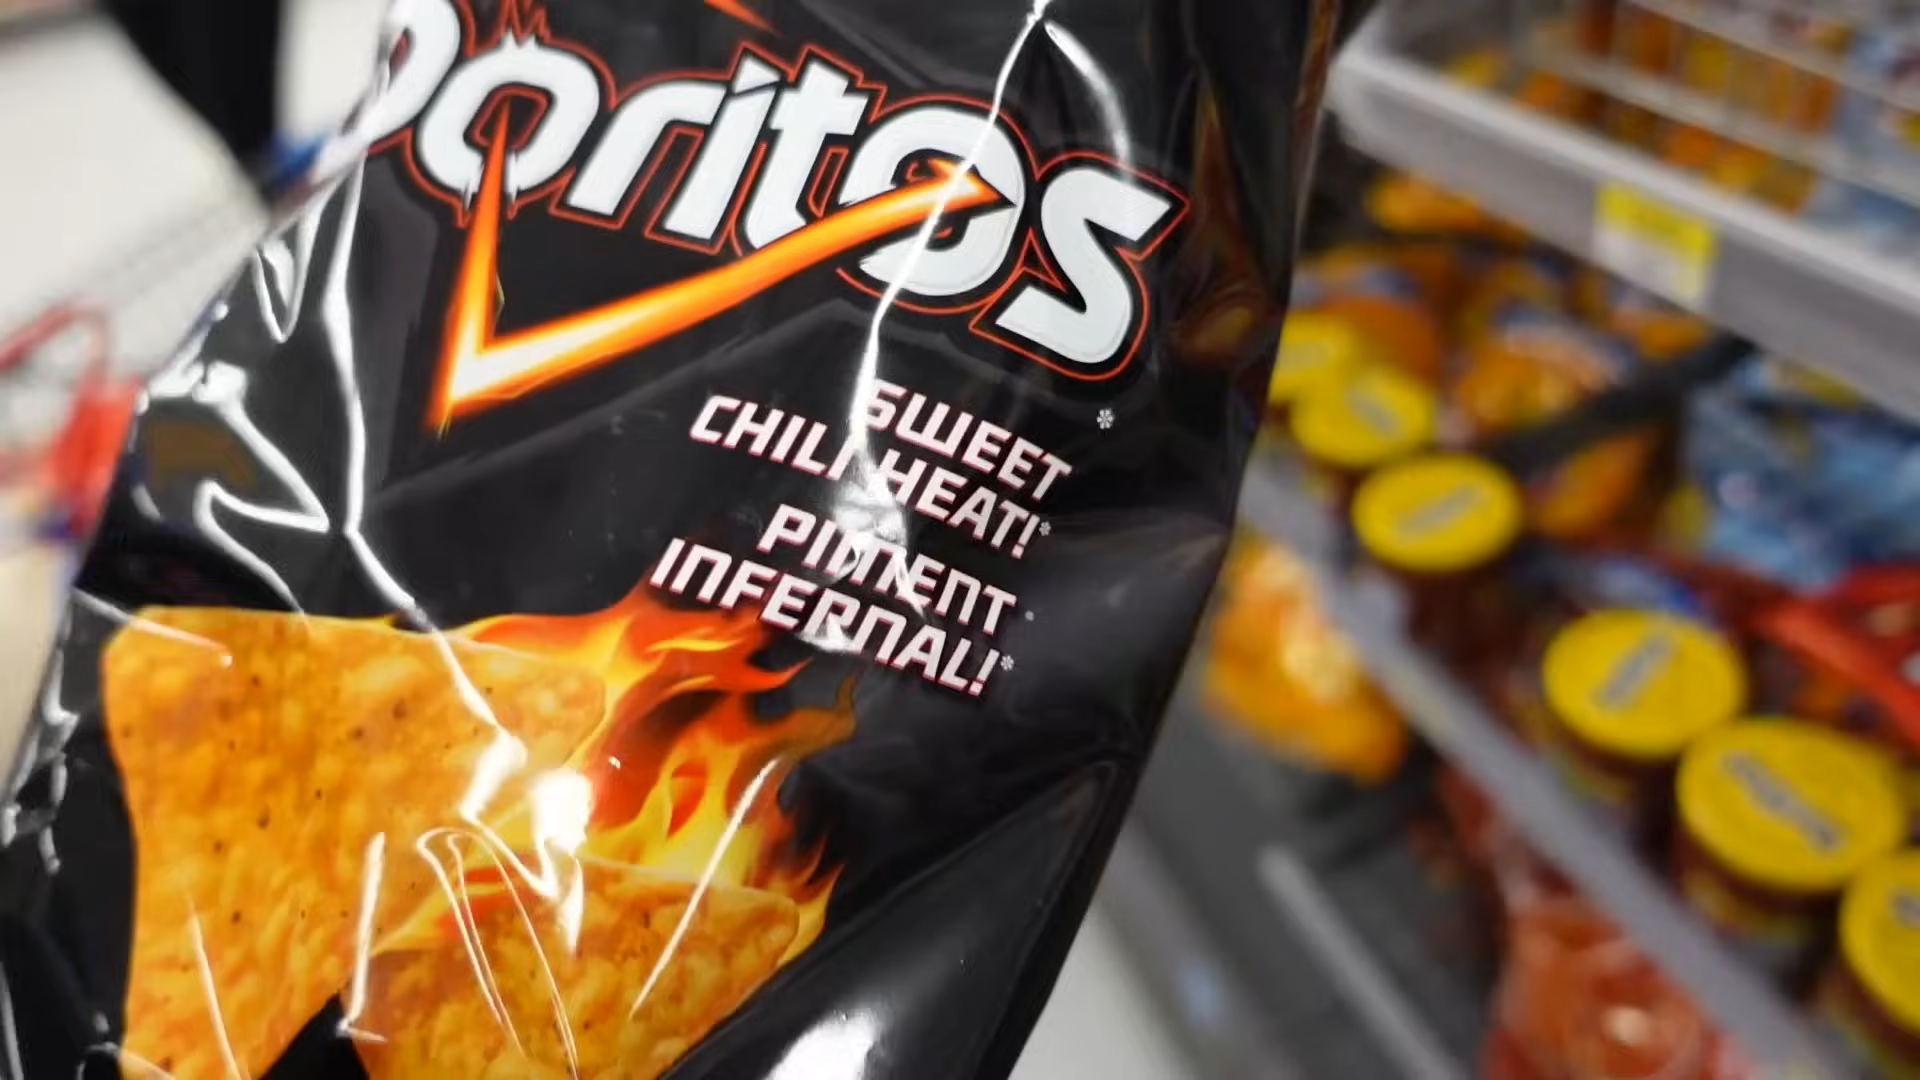 Doritos
SWEET
CHILI HEAT!*
PIMENT
INFERNAL!*